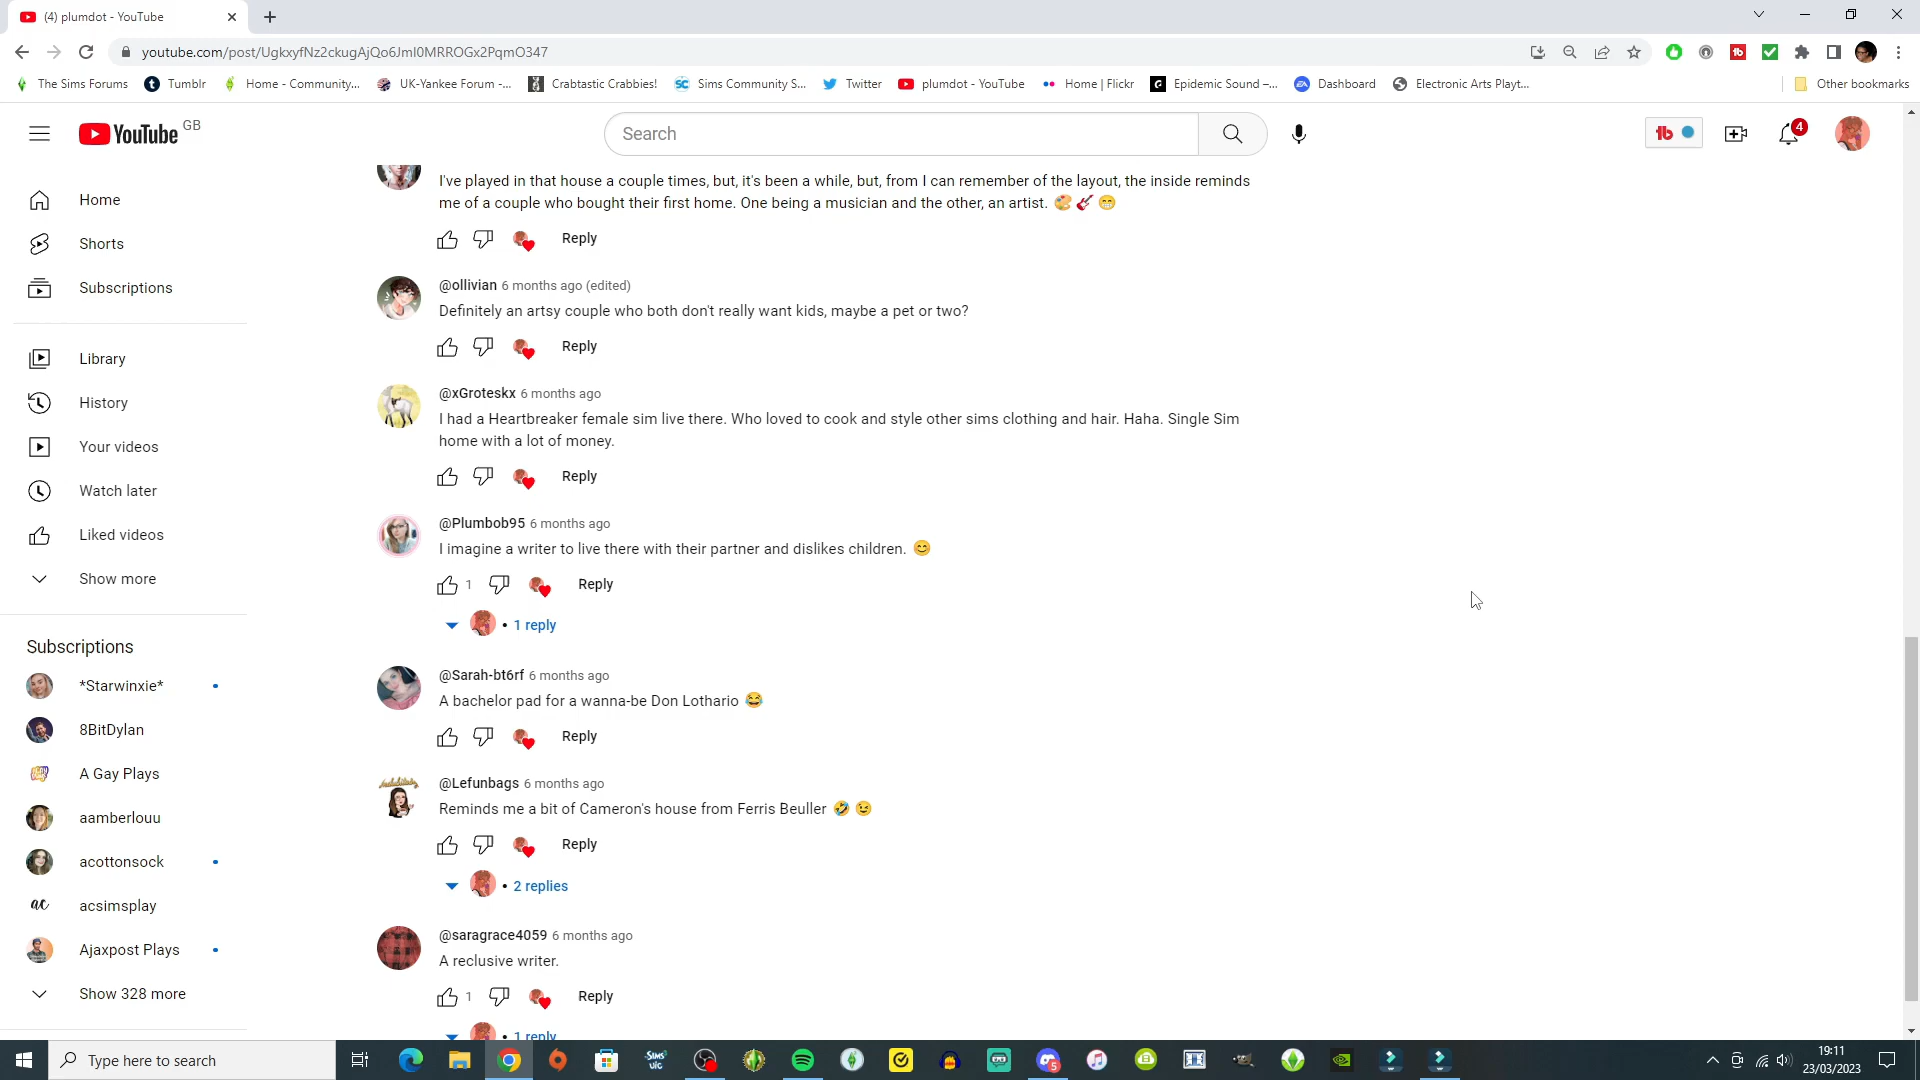 (4) plumdot - YouTube
youtube.com/post/UgkxyfNz2ckugAjQo6JmI0MRROGx2PqmO347
The Sims Forums
Tumblr
Home - Community...
UK-Yankee Forum -...
Crabtastic Crabbies!
Sims Community S...
Twitter
plumdot - YouTube
Home | Flickr
Epidemic Sound –...
Dashboard
Electronic Arts Playt...
Other bookmarks
YouTube GB
Search
4
Home
Shorts
Subscriptions
Library
History
Your videos
Watch later
Liked videos
Show more
Subscriptions
*Starwinxie*
8BitDylan
A Gay Plays
aamberlouu
acottonsock
acsimsplay
Ajaxpost Plays
Show 328 more
I've played in that house a couple times, but, it's been a while, but, from I can remember of the layout, the inside reminds
me of a couple who bought their first home. One being a musician and the other, an artist. 🎨 🎸 😁
Reply
@ollivian 6 months ago (edited)
Definitely an artsy couple who both don't really want kids, maybe a pet or two?
Reply
@xGroteskx 6 months ago
I had a Heartbreaker female sim live there. Who loved to cook and style other sims clothing and hair. Haha. Single Sim
home with a lot of money.
Reply
@Plumbob95 6 months ago
I imagine a writer to live there with their partner and dislikes children. 😊
1 Reply
• 1 reply
@Sarah-bt6rf 6 months ago
A bachelor pad for a wanna-be Don Lothario 😂
Reply
@Lefunbags 6 months ago
Reminds me a bit of Cameron's house from Ferris Beuller 🤣 😉
Reply
• 2 replies
@saragrace4059 6 months ago
A reclusive writer.
1 Reply
• 1 reply
Type here to search
19:11
23/03/2023